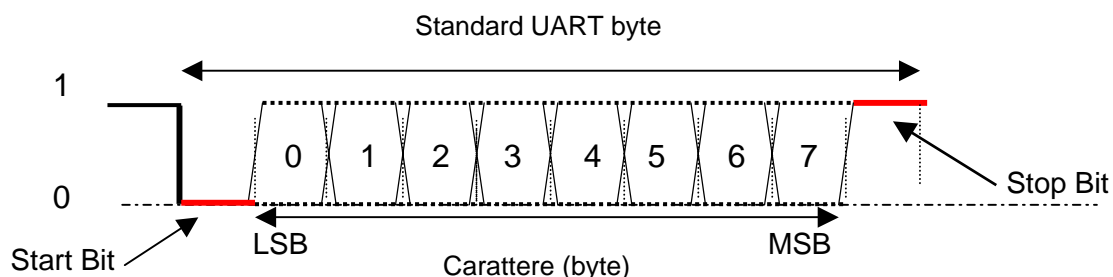 Standard UART byte
1
0 1 2 3 4 5 6 7
0
Stop Bit
Start Bit
LSB
MSB
Carattere (byte)